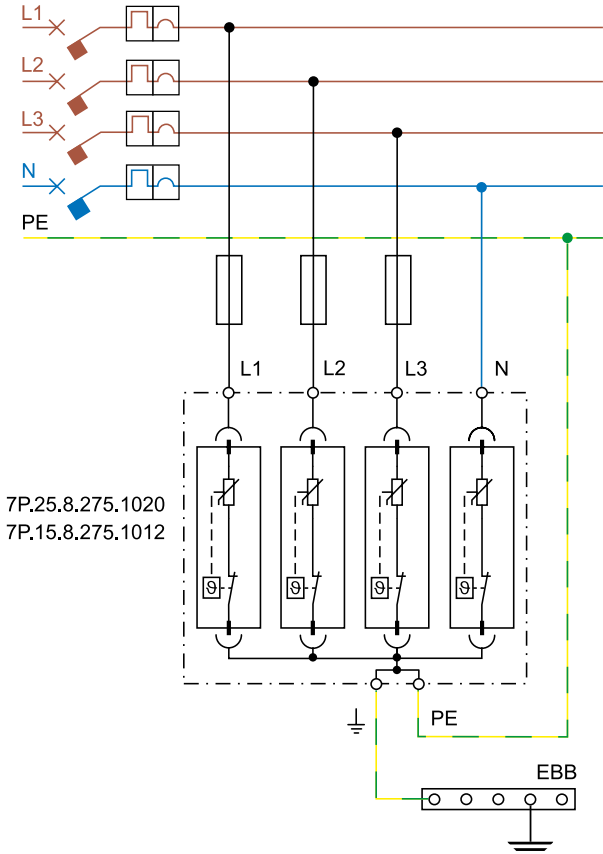 L1
L2
L3
N
PE
L1 L2 L3 N
7P.25.8.275.1020
7P.15.8.275.1012
ϑ ϑ ϑ ϑ
PE
EBB